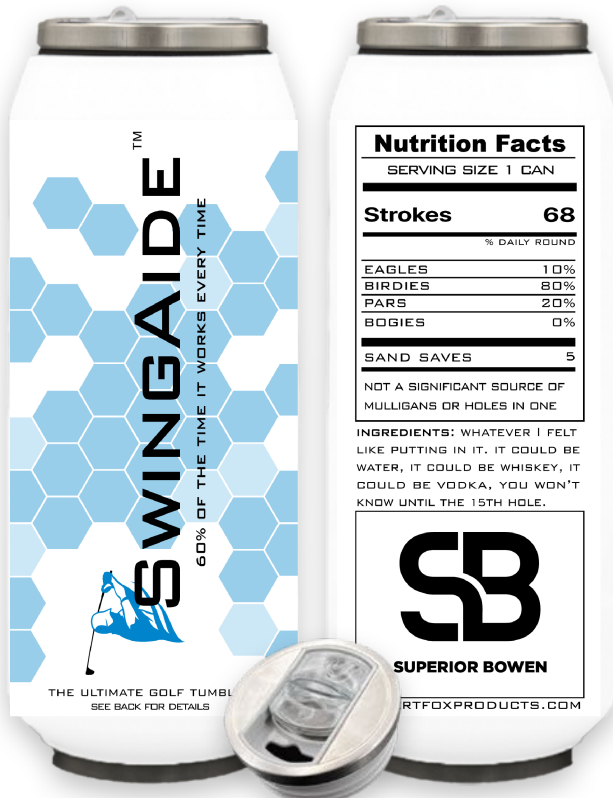 SWINGAIDE™
60% OF THE TIME IT WORKS EVERY TIME
THE ULTIMATE GOLF
SEE BACK FOR DETAILS
Nutrition Facts
SERVING SIZE 1 CAN
Strokes 68
% DAILY ROUND
EAGLES 10%
BIRDIES 80%
PARS 20%
BOGIES 0%
SAND SAVES 5
NOT A SIGNIFICANT SOURCE OF
MULLIGANS OR HOLES IN ONE
INGREDIENTS: WHATEVER I FELT
LIKE PUTTING IN IT. IT COULD BE
WATER, IT COULD BE WHISKEY, IT
COULD BE VODKA, YOU WON'T
KNOW UNTIL THE 15TH HOLE.
SB
SUPERIOR BOWEN
RTFOXPRODUCTS.COM